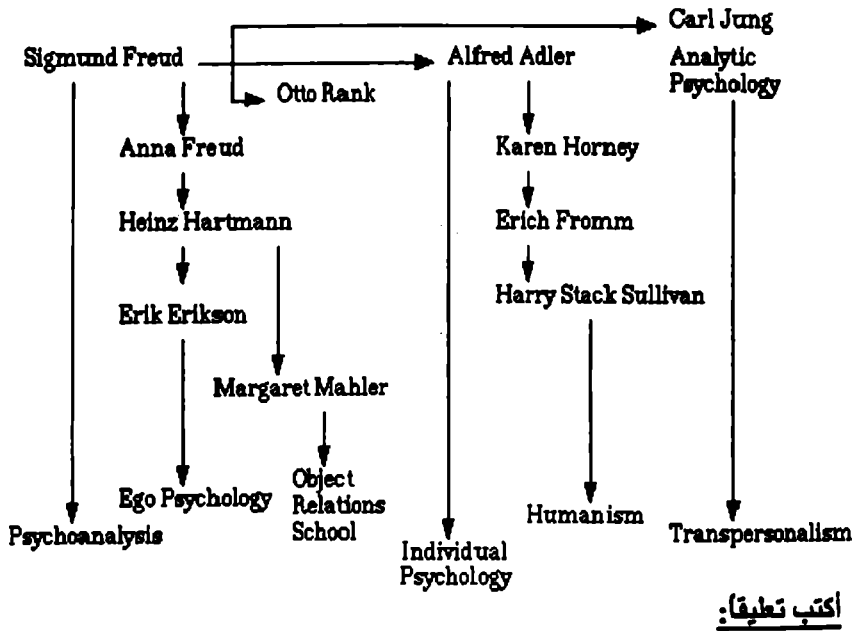 Carl Jung
Sigmund Freud
Alfred Adler
Analytic
Psychology
Otto Rank
Anna Freud
Karen Horney
Heinz Hartmann
Erich Fromm
Harry Stack Sullivan
Erik Erikson
Margaret Mahler
Ego Psychology
Object
Relations
School
Humanism
Psychoanalysis
Transpersonalism
Individual
Psychology
أكتب تعليقاً: